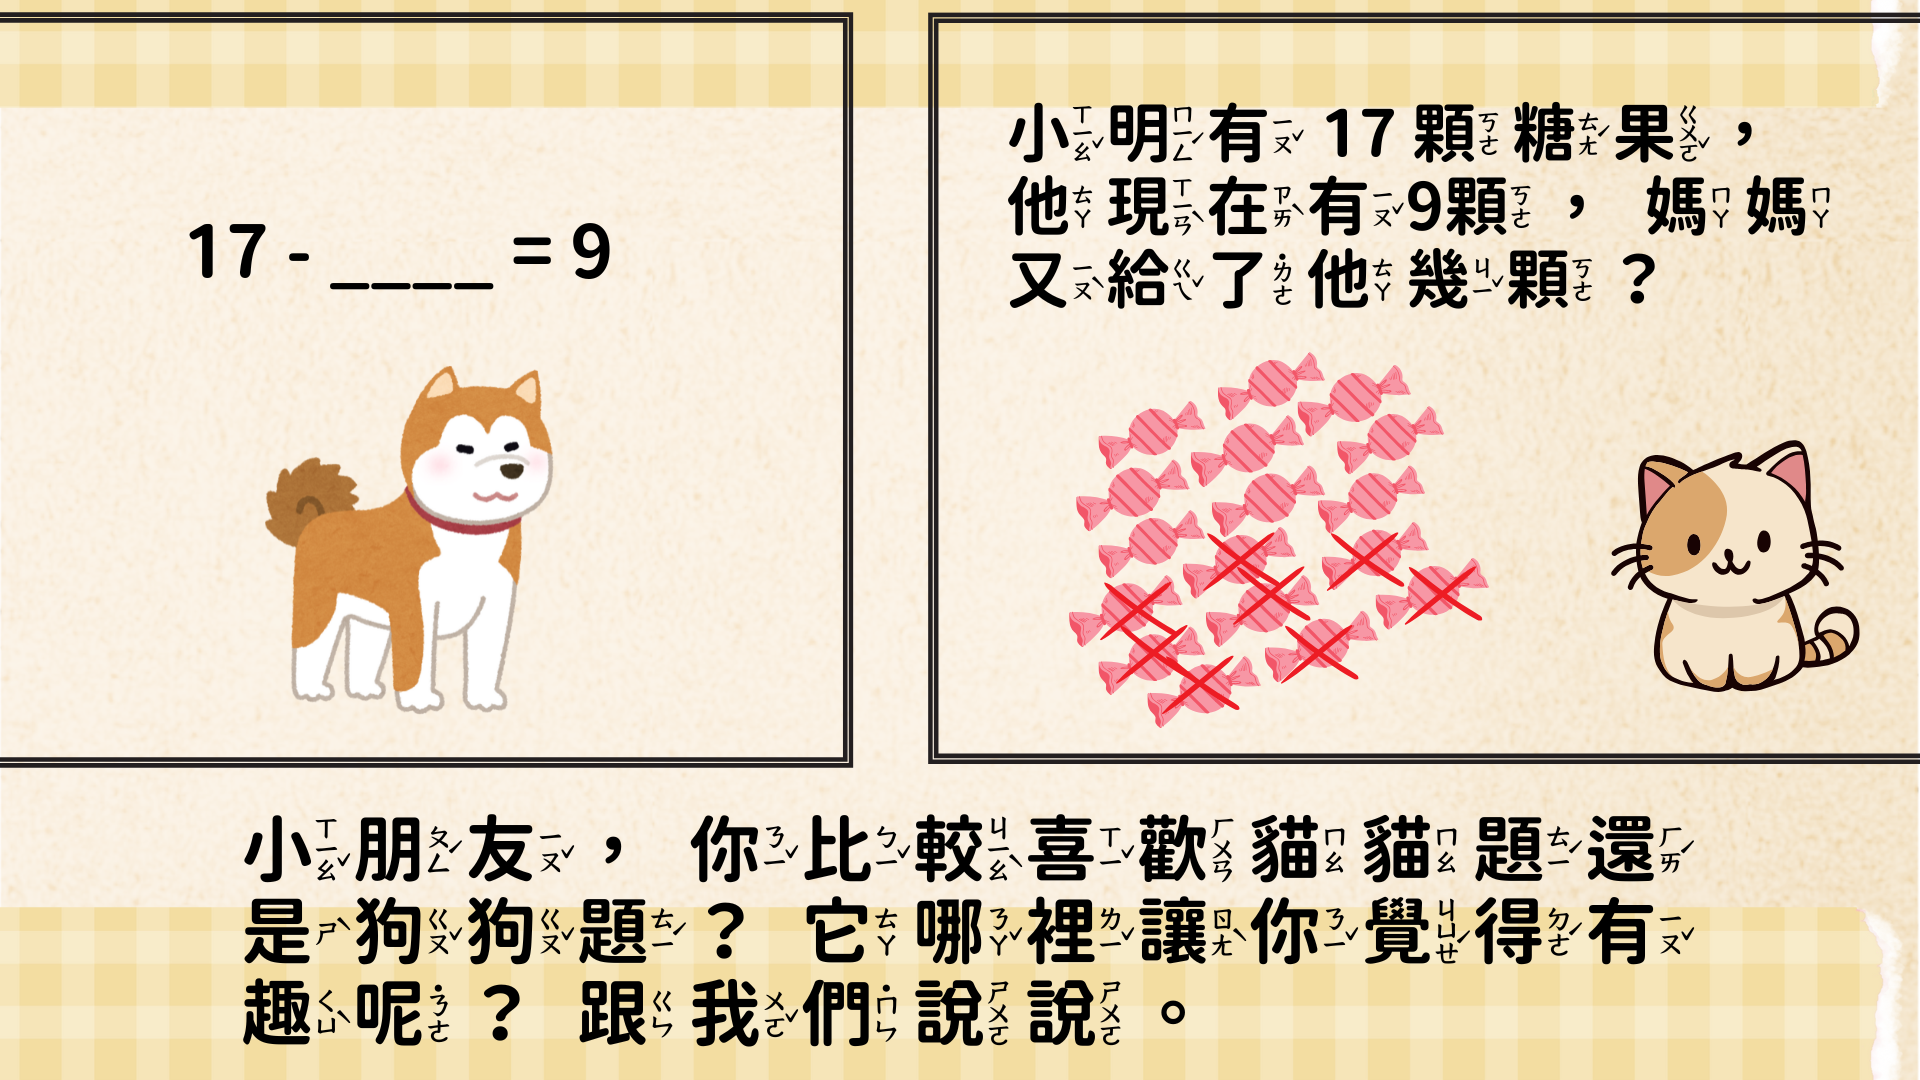 17 - ____ = 9
小明有 17 顆糖果，
他現在有9顆， 媽媽
又給了他幾顆？
小朋友， 你比較喜歡貓貓題還
是狗狗題？ 它哪裡讓你覺得有
趣呢？ 跟我們說說。